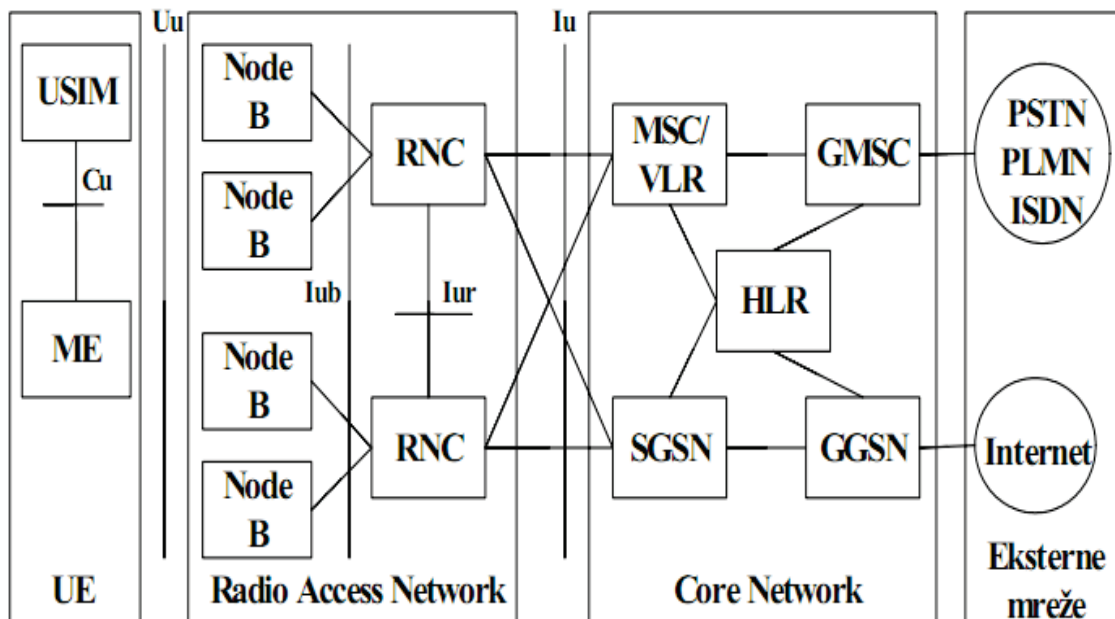 Uu
Iu
USIM
Cu
ME
UE
Node
B
Node
B
Node
B
Node
B
Iub
RNC
Iur
RNC
Radio Access Network
MSC/
VLR
GMSC
HLR
SGSN
GGSN
Core Network
PSTN
PLMN
ISDN
Internet
Eksterne
mreže